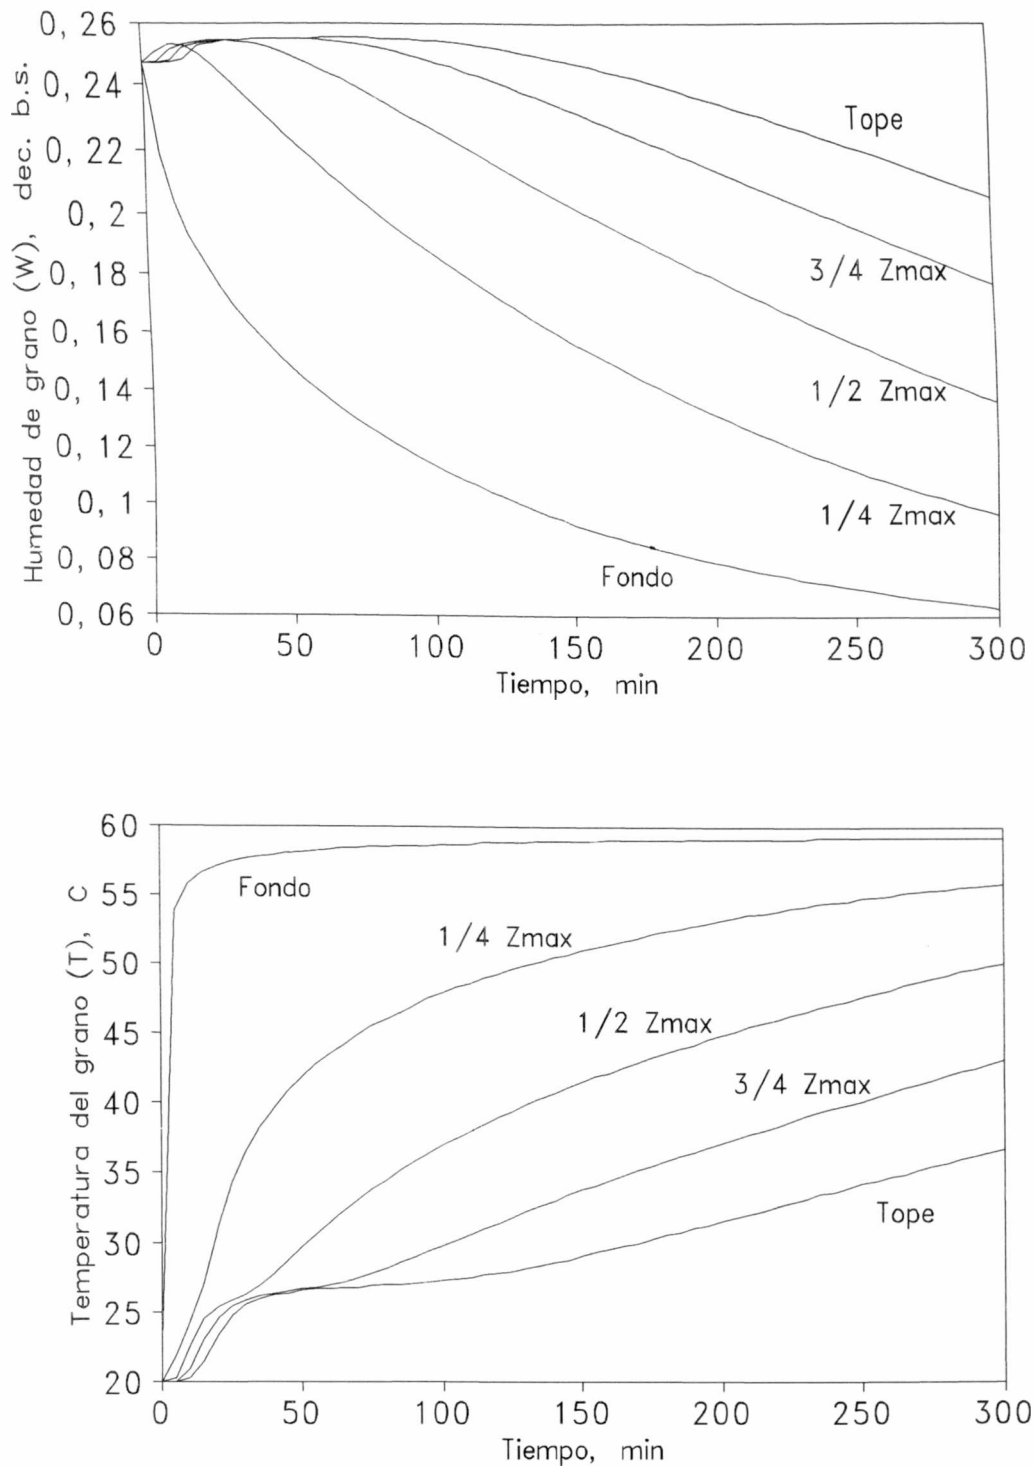 Humedad de grano (W), dec. b.s.
0, 26
0, 24
0, 22
0, 2
0, 18
0, 16
0, 14
0, 12
0, 1
0, 08
0, 06
Tope
3/4 Zmax
1/2 Zmax
1/4 Zmax
Fondo
0 50 100 150 200 250 300
Tiempo, min
Temperatura del grano (T), C
60
55
50
45
40
35
30
25
20
Fondo
1/4 Zmax
1/2 Zmax
3/4 Zmax
Tope
0 50 100 150 200 250 300
Tiempo, min